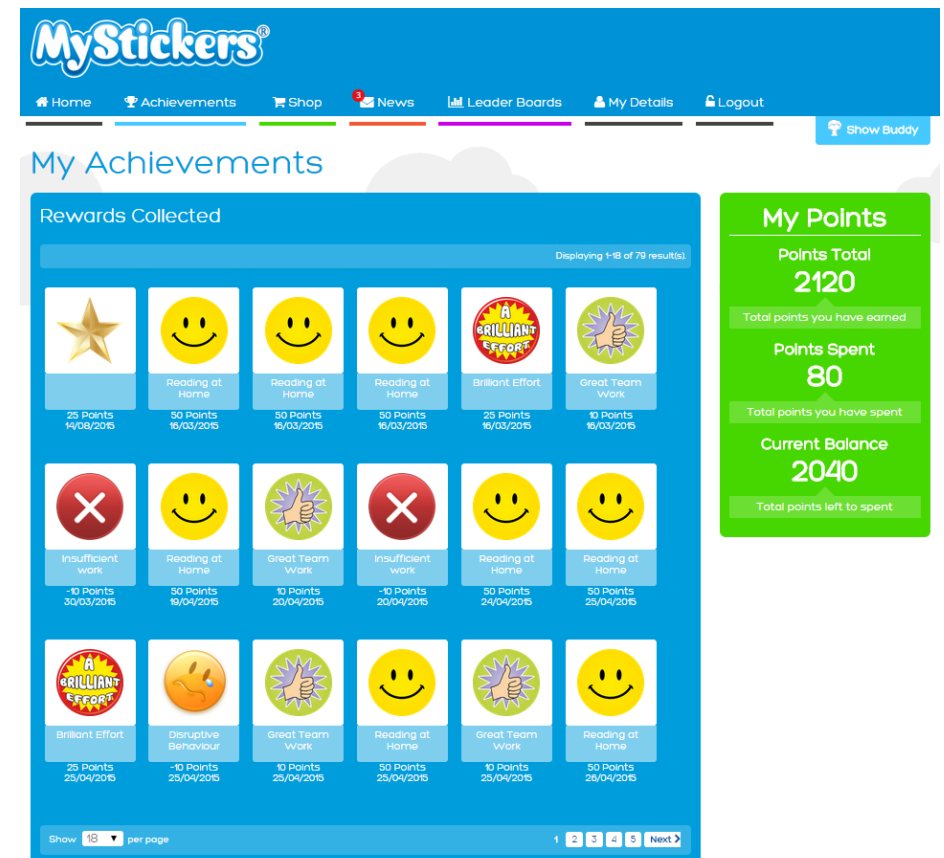 MyStickers®
Home Achievements Shop 3 News Leader Boards My Details Logout
Show Buddy
My Achievements
Rewards Collected
Displaying 1-18 of 79 result(s).
A BRILLIANT EFFORT
Reading at Home
Reading at Home
Reading at Home
Brilliant Effort
Great Team Work
25 Points
14/08/2015
50 Points
16/03/2015
50 Points
16/03/2015
50 Points
16/03/2015
25 Points
16/03/2015
10 Points
16/03/2015
Insufficient work
Reading at Home
Great Team Work
Insufficient work
Reading at Home
Reading at Home
-10 Points
30/03/2015
50 Points
19/04/2015
10 Points
20/04/2015
-10 Points
20/04/2015
50 Points
24/04/2015
50 Points
25/04/2015
A BRILLIANT EFFORT
Brilliant Effort
Disruptive Behaviour
Great Team Work
Reading at Home
Great Team Work
Reading at Home
25 Points
25/04/2015
-10 Points
25/04/2015
10 Points
25/04/2015
50 Points
25/04/2015
10 Points
25/04/2015
50 Points
26/04/2015
Show 18 per page
1 2 3 4 5 Next
My Points
Points Total
2120
Total points you have earned
Points Spent
80
Total points you have spent
Current Balance
2040
Total points left to spent